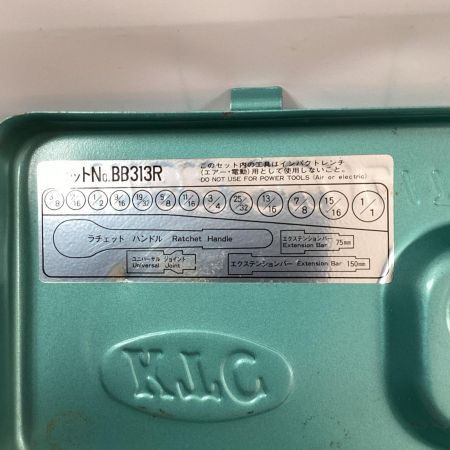 ットNo.BB313R
このセット内の工具はインパクトレンチ
(エアー・電動)用として使用しないこと。
DO NOT USE FOR POWER TOOLS (Air or electric)
3/8 7/16 1/2 9/16 19/32 5/8 11/16 3/4 25/32 13/16 7/8 15/16 1/1
ラチェット ハンドル Ratchet Handle
エクステンションバー Extension Bar 75mm
ユニバーサル ジョイント
Universal Joint
エクステンションバー Extension Bar 150mm
KTC